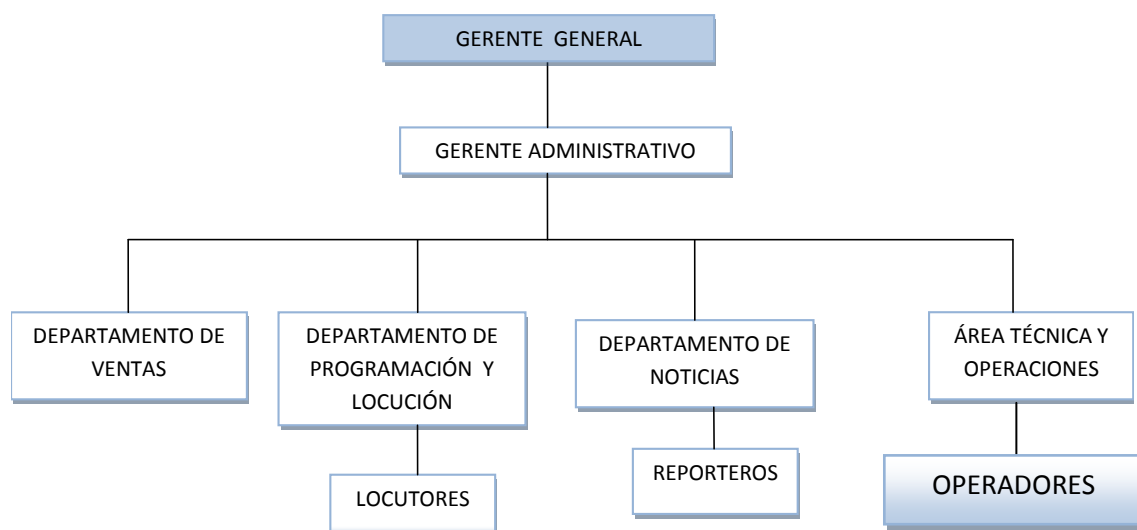 GERENTE GENERAL
GERENTE ADMINISTRATIVO
DEPARTAMENTO DE
VENTAS
DEPARTAMENTO DE
PROGRAMACIÓN Y
LOCUCIÓN
DEPARTAMENTO DE
NOTICIAS
ÁREA TÉCNICA Y
OPERACIONES
LOCUTORES
REPORTEROS
OPERADORES